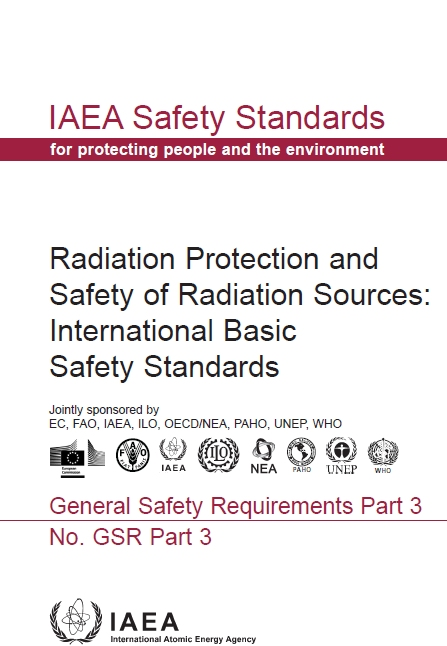 IAEA Safety Standards
for protecting people and the environment
Radiation Protection and
Safety of Radiation Sources:
International Basic
Safety Standards
Jointly sponsored by
EC, FAO, IAEA, ILO, OECD/NEA, PAHO, UNEP, WHO
European
Commission
FAO
IAEA
ILO
NEA
PAHO
UNEP
WHO
General Safety Requirements Part 3
No. GSR Part 3
IAEA
International Atomic Energy Agency